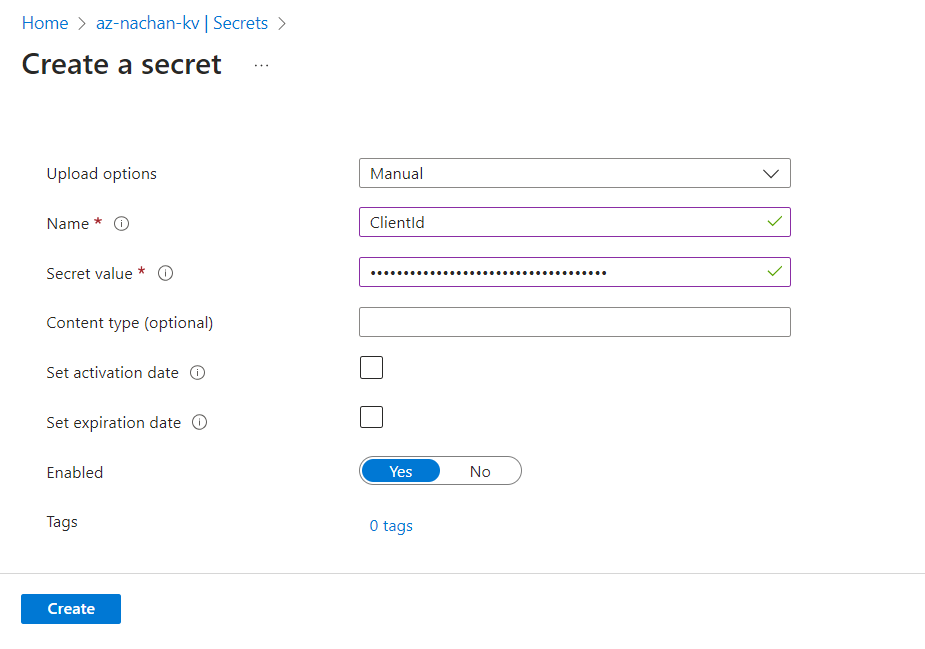 Home > az-nachan-kv | Secrets >
Create a secret ...
Upload options Manual
Name * ClientId
Secret value * ••••••••••••••••••••••••••••••••••••
Content type (optional)
Set activation date
Set expiration date
Enabled Yes No
Tags 0 tags
Create